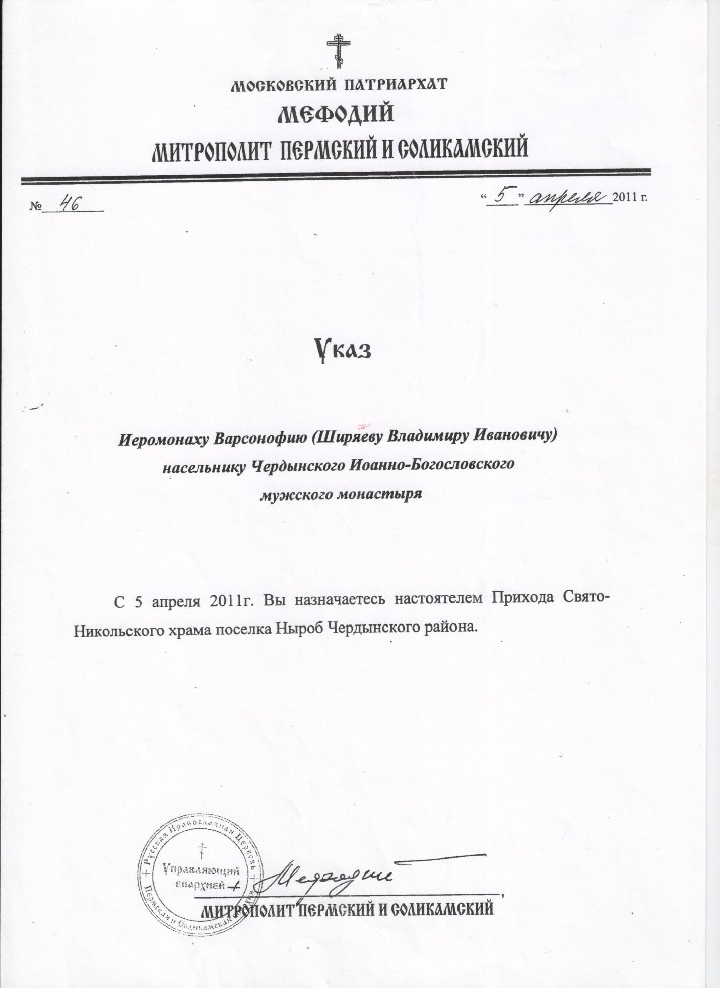 МОСКОВСКИЙ ПАТРИАРХАТ
МЕФОДИЙ
МИТРОПОЛИТ ПЕРМСКИЙ И СОЛИКАМСКИЙ
№ 46
“ 5 ” апреля 2011 г.
Указ
Иеромонаху Варсонофию (Ширяеву Владимиру Ивановичу)
насельнику Чердынского Иоанно-Богословского
мужского монастыря
С 5 апреля 2011г. Вы назначаетесь настоятелем Прихода Свято-
Никольского храма поселка Ныроб Чердынского района.
+ Русская Православная Церковь +
Пермская и Соликамская епархия
Управляющий
епархией
+ Мефодий
,
МИТРОПОЛИТ ПЕРМСКИЙ И СОЛИКАМСКИЙ